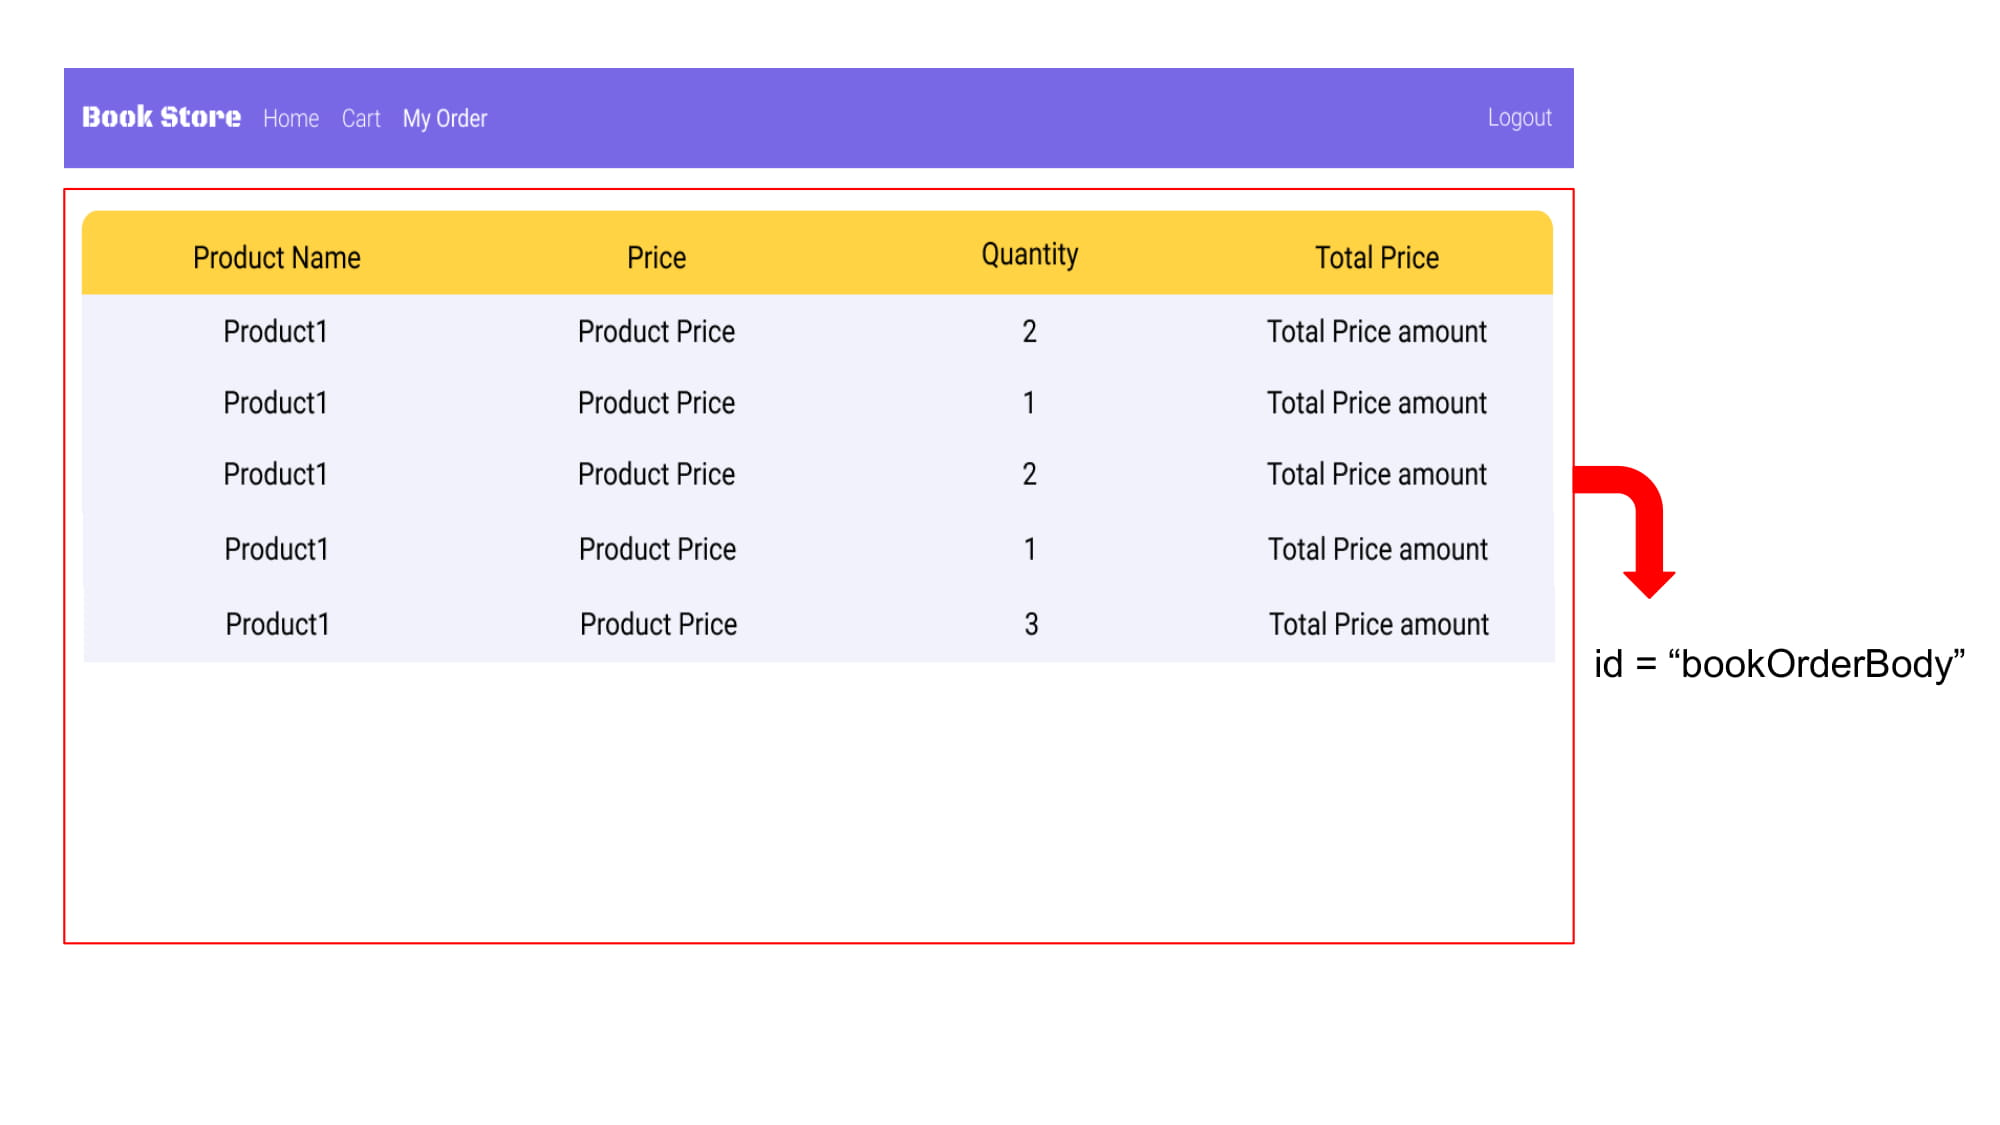 Book Store Home Cart My Order Logout
Product Name Price Quantity Total Price
Product1 Product Price 2 Total Price amount
Product1 Product Price 1 Total Price amount
Product1 Product Price 2 Total Price amount
Product1 Product Price 1 Total Price amount
Product1 Product Price 3 Total Price amount
id = “bookOrderBody”